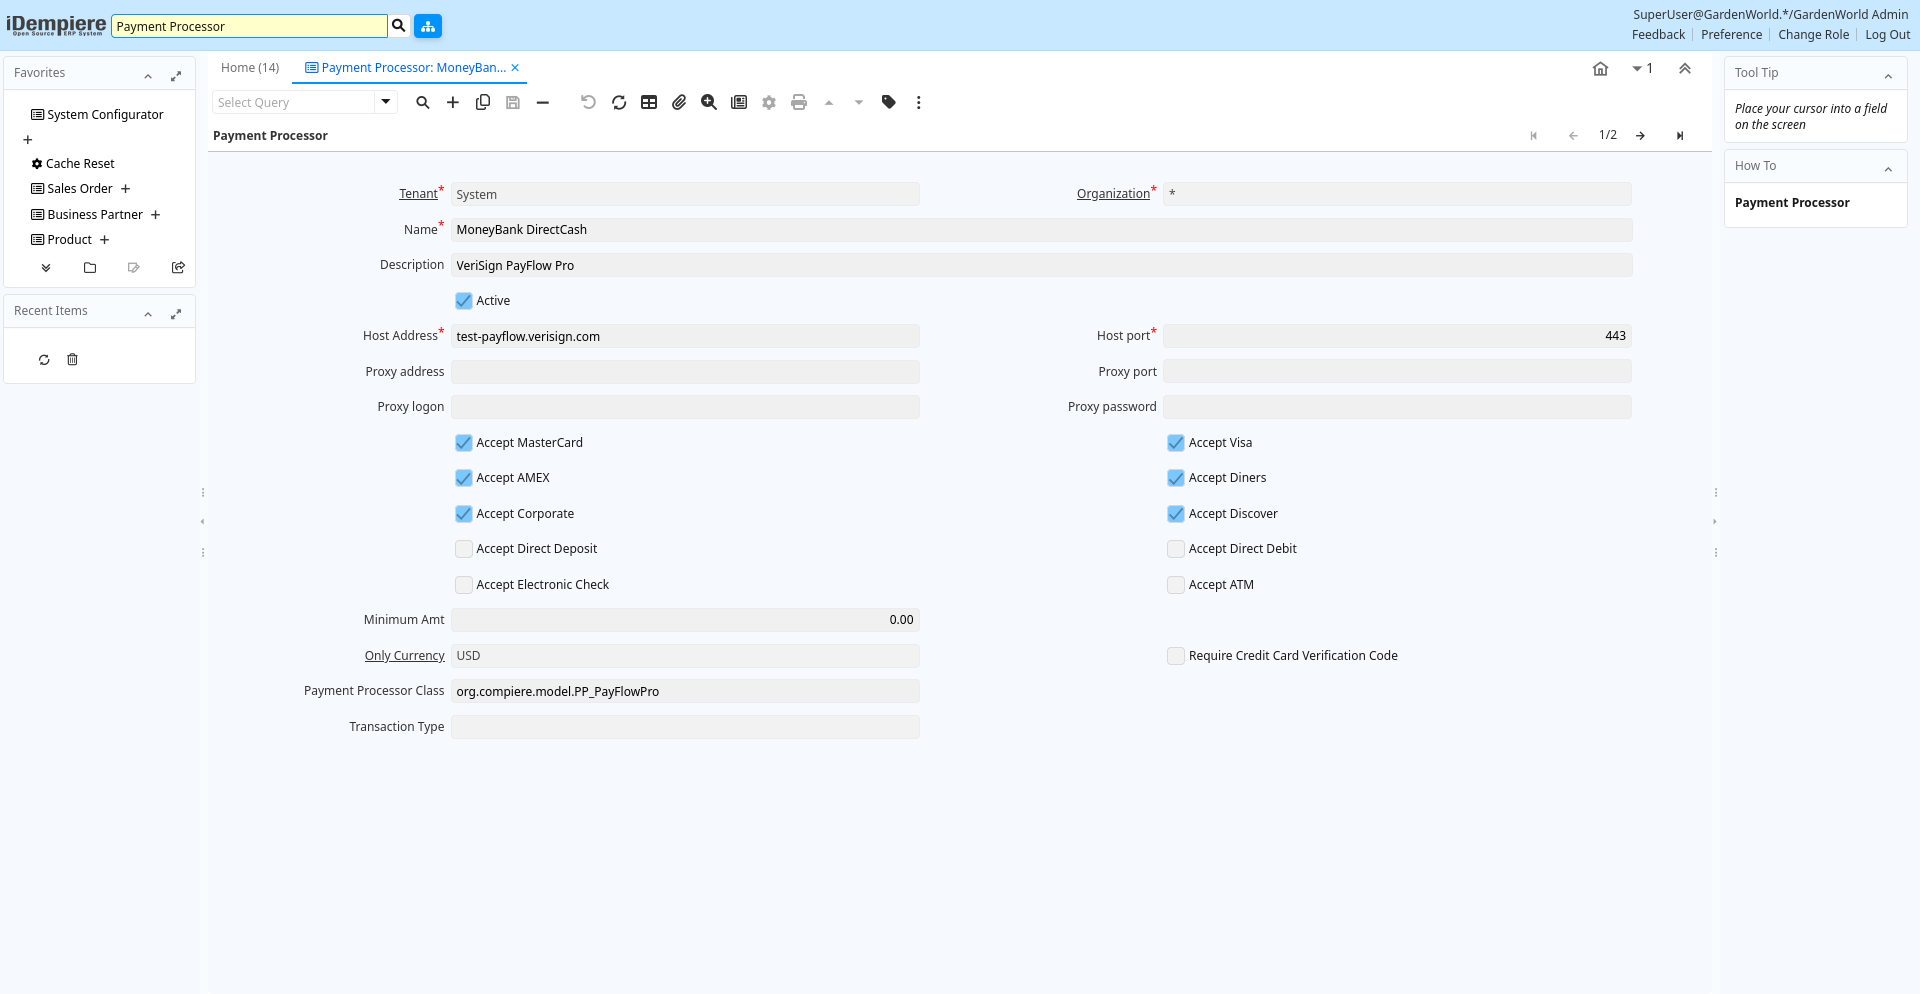 iDempiere
Open Source ERP System
Payment Processor
SuperUser@GardenWorld.*/GardenWorld Admin
Feedback
Preference
Change Role
Log Out
Favorites
System Configurator
Cache Reset
Sales Order
Business Partner
Product
Recent Items
Home (14)
Payment Processor: MoneyBan...
1
Select Query
Payment Processor
1/2
Tenant*
System
Organization*
*
Name*
MoneyBank DirectCash
Description
VeriSign PayFlow Pro
Active
Host Address*
test-payflow.verisign.com
Host port*
443
Proxy address
Proxy port
Proxy logon
Proxy password
Accept MasterCard
Accept Visa
Accept AMEX
Accept Diners
Accept Corporate
Accept Discover
Accept Direct Deposit
Accept Direct Debit
Accept Electronic Check
Accept ATM
Minimum Amt
0.00
Only Currency
USD
Require Credit Card Verification Code
Payment Processor Class
org.compiere.model.PP_PayFlowPro
Transaction Type
Tool Tip
Place your cursor into a field
on the screen
How To
Payment Processor